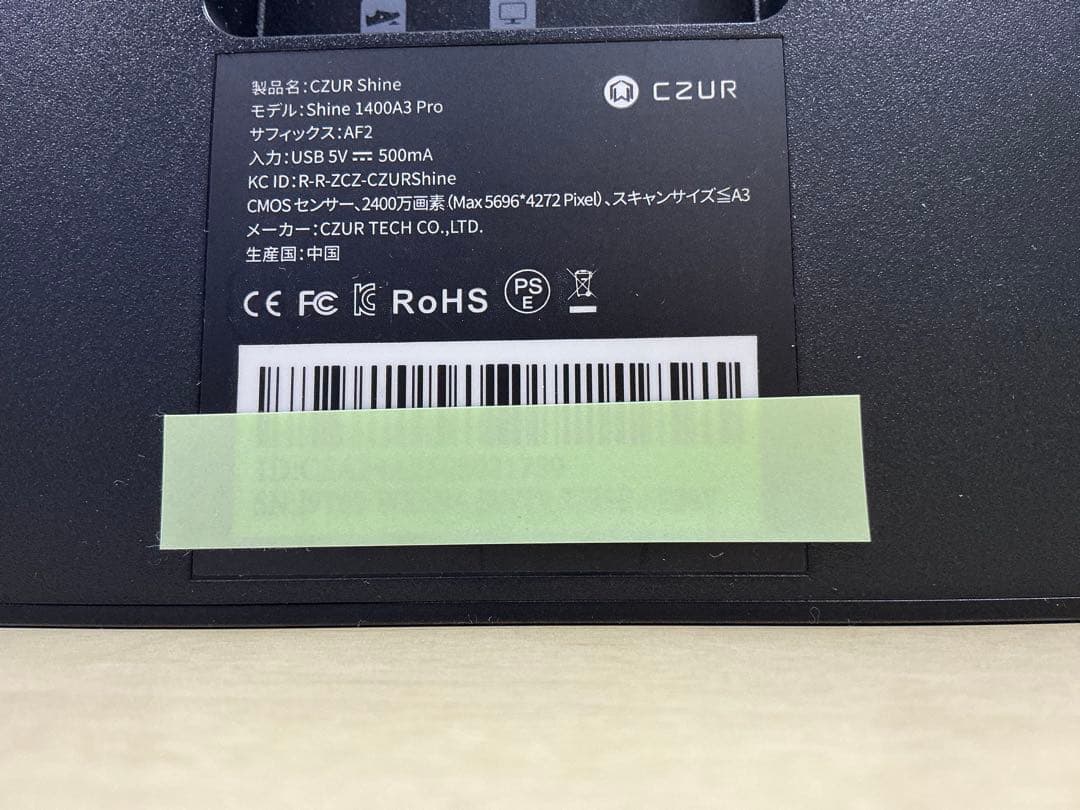 製品名:CZUR Shine
CZUR
モデル:Shine 1400A3 Pro
サフィックス:AF2
入力:USB 5V⎓500mA
KC ID:R-R-ZCZ-CZURShine
CMOS センサー、2400万画素(Max 5696*4272 Pixel)、スキャンサイズ≦A3
メーカー:CZUR TECH CO.,LTD.
生産国:中国
CE FC KC RoHS PSE